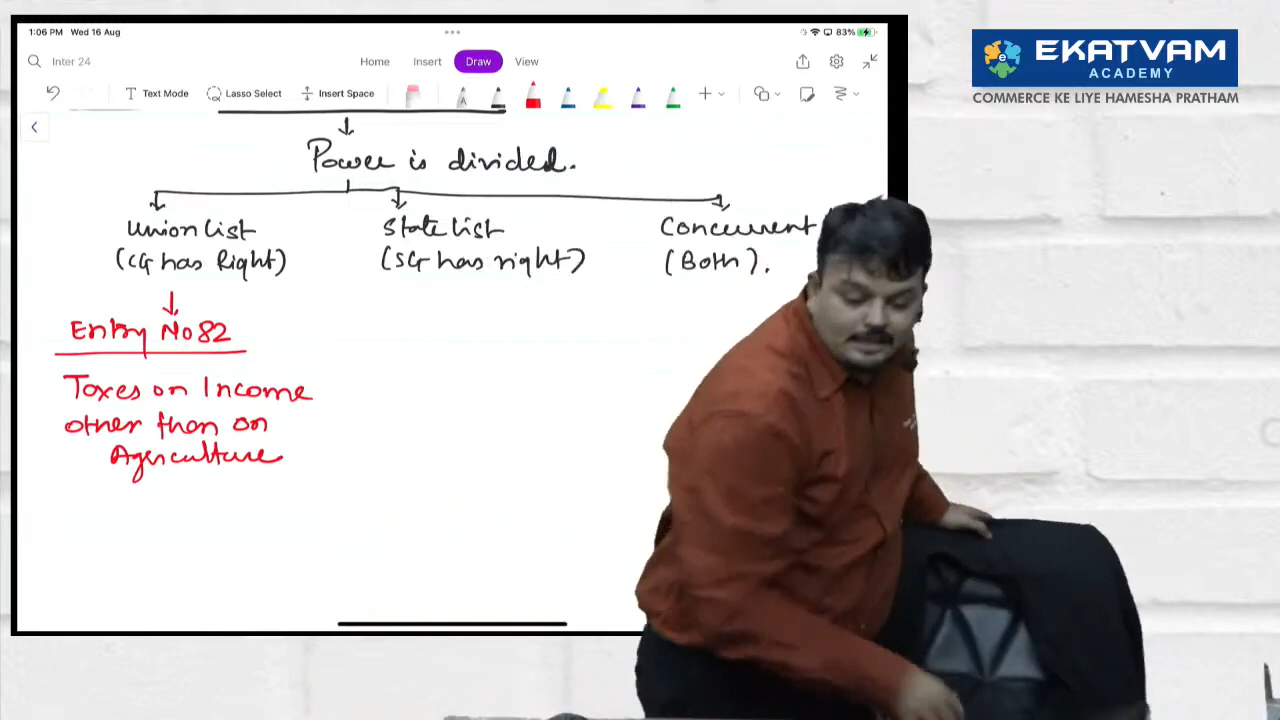 1:06 PM Wed 16 Aug
83%
Inter 24
Home Insert Draw View
Text Mode Lasso Select Insert Space
Power is divided.
Union List State List Concurrent
(CG has Right) (SG has right) (Both).
Entry No 82
Taxes on Income
other than on
Agriculture
EKATVAM
ACADEMY
COMMERCE KE LIYE HAMESHA PRATHAM